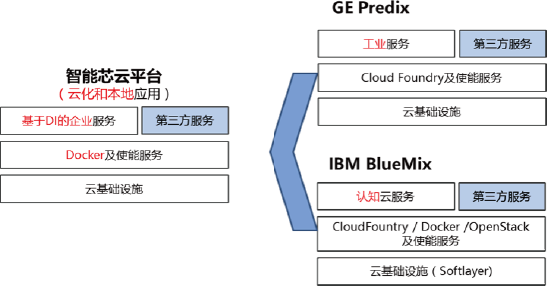 智能芯云平台
（云化和本地应用）
基于DI的企业服务
第三方服务
Docker及使能服务
云基础设施
GE Predix
工业服务
第三方服务
Cloud Foundry及使能服务
云基础设施
IBM BlueMix
认知云服务
第三方服务
CloudFountry / Docker /OpenStack
及使能服务
云基础设施（Softlayer)